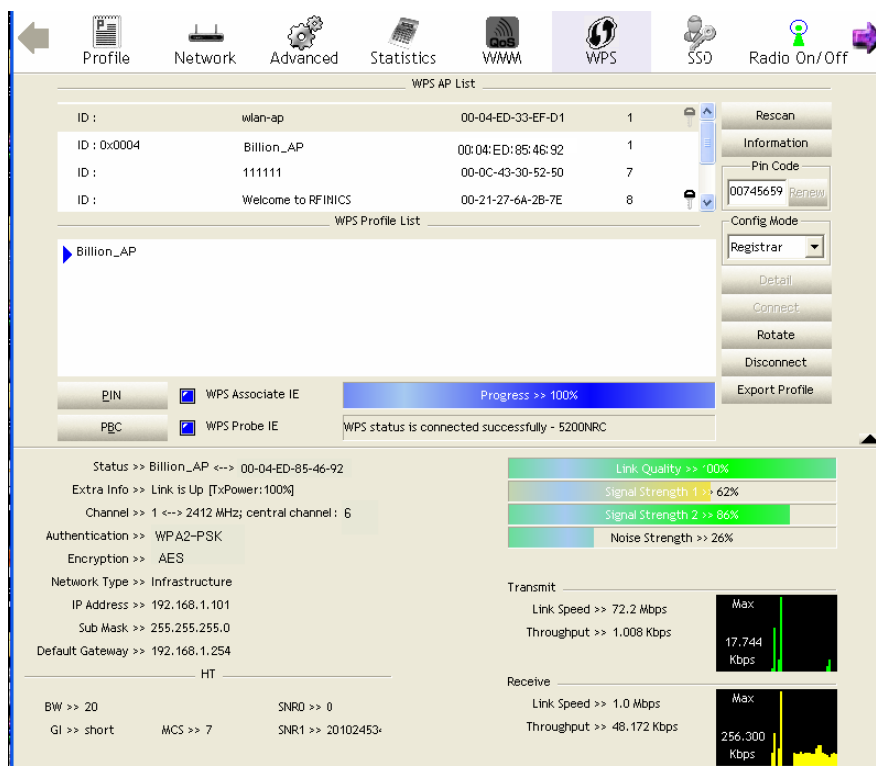 Profile Network Advanced Statistics QoS WMM WPS SSO Radio On/Off
WPS AP List
ID : wlan-ap 00-04-ED-33-EF-D1 1
ID : 0x0004 Billion_AP 00:04:ED:85:46:92 1
ID : 111111 00-0C-43-30-52-50 7
ID : Welcome to RFINICS 00-21-27-6A-2B-7E 8
Rescan
Information
Pin Code
00745659 Renew
Config Mode
Registrar
Detail
Connect
Rotate
Disconnect
Export Profile
WPS Profile List
Billion_AP
PIN WPS Associate IE Progress >> 100%
PBC WPS Probe IE WPS status is connected successfully - 5200NRC
Status >> Billion_AP <--> 00-04-ED-85-46-92
Extra Info >> Link is Up [TxPower:100%]
Channel >> 1 <--> 2412 MHz; central channel : 6
Authentication >> WPA2-PSK
Encryption >> AES
Network Type >> Infrastructure
IP Address >> 192.168.1.101
Sub Mask >> 255.255.255.0
Default Gateway >> 192.168.1.254
HT
BW >> 20 SNR0 >> 0
GI >> short MCS >> 7 SNR1 >> 20102453
Link Quality >> 100%
Signal Strength 1 >> 62%
Signal Strength 2 >> 86%
Noise Strength >> 26%
Transmit
Link Speed >> 72.2 Mbps
Throughput >> 1.008 Kbps
Max
17.744
Kbps
Receive
Link Speed >> 1.0 Mbps
Throughput >> 48.172 Kbps
Max
256.300
Kbps